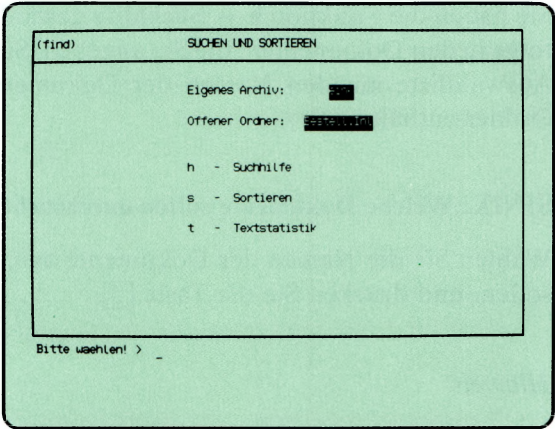 (find) SUCHEN UND SORTIEREN
Eigenes Archiv:
Offener Ordner:
h - Suchhilfe
s - Sortieren
t - Textstatistik
Bitte waehlen! >